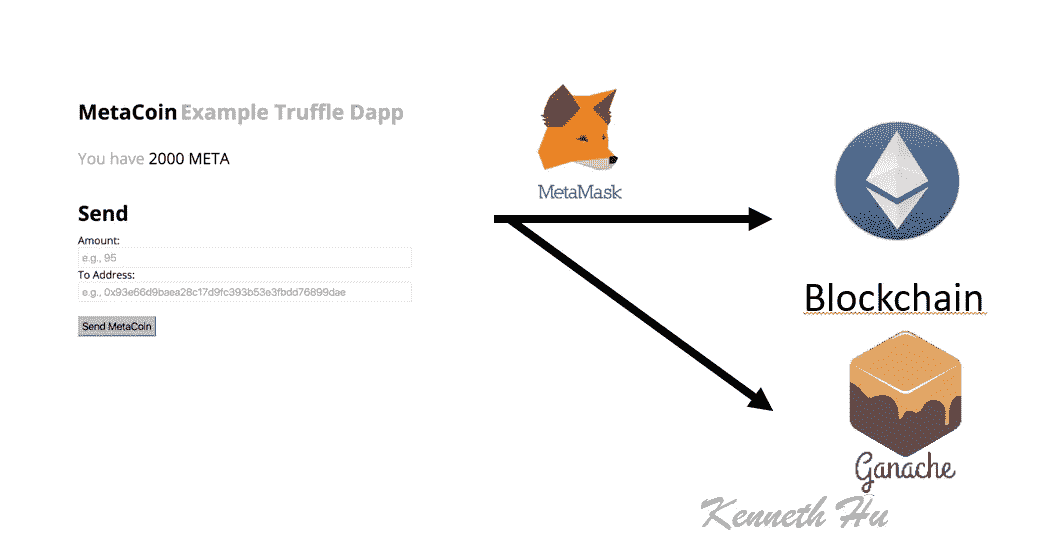 MetaCoin Example Truffle Dapp
You have 2000 META
Send
Amount:
e.g., 95
To Address:
e.g., 0x93e66d9baea28c17d9fc393b53e3fbdd76899dae
Send MetaCoin
MetaMask
Blockchain
Ganache
Kenneth Hu